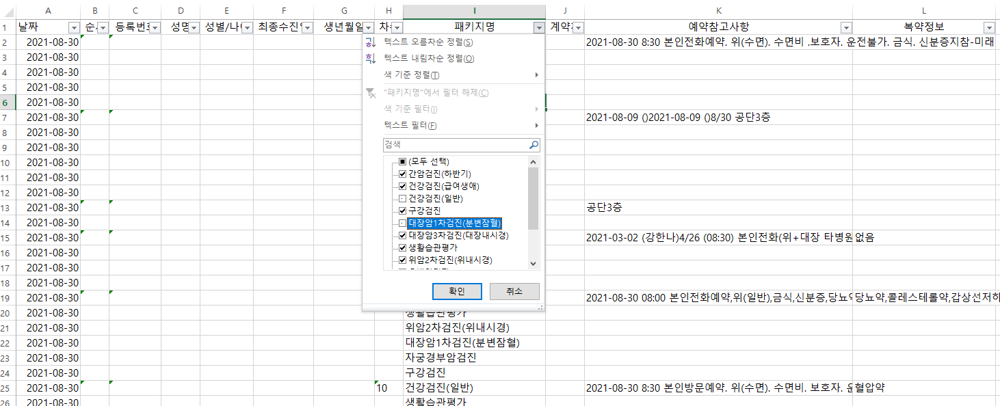 A B C D E F G H I J K L
1 날짜 순 등록번호 성명 성별/나이 최종수진 생년월일 차 패키지명 계약 예약참고사항 복약정보
2 2021-08-30 2021-08-30 8:30 본인전화예약. 위(수면). 수면비 .보호자. 운전불가. 금식. 신분증지참-미래
3 2021-08-30
4 2021-08-30
5 2021-08-30
6 2021-08-30
7 2021-08-30 2021-08-09 ()2021-08-09 ()8/30 공단3층
8 2021-08-30
9 2021-08-30
10 2021-08-30
11 2021-08-30
12 2021-08-30
13 2021-08-30 공단3층
14 2021-08-30
15 2021-08-30 2021-03-02 (강한나)4/26 (08:30) 본인전화(위+대장 타병원 없음
16 2021-08-30
17 2021-08-30
18 2021-08-30
19 2021-08-30 2021-08-30 08:00 본인전화예약,위(일반),금식,신분증,당뇨 당뇨약,콜레스테롤약,갑상선저하
20 2021-08-30 생활습관평가
21 2021-08-30 위암2차검진(위내시경)
22 2021-08-30 대장암1차검진(분변잠혈)
23 2021-08-30 자궁경부암검진
24 2021-08-30 구강검진
25 2021-08-30 10 건강검진(일반) 2021-08-30 8:30 본인방문예약. 위(수면). 수면비. 보호자. 혈압약
26 2021-08-30 생활습관평가
텍스트 오름차순 정렬(S)
텍스트 내림차순 정렬(O)
색 기준 정렬(T)
"패키지명"에서 필터 해제(C)
색 기준 필터(I)
텍스트 필터(F)
검색
(모두 선택)
간암검진(하반기)
건강검진(급여생애)
건강검진(일반)
구강검진
대장암1차검진(분변잠혈)
대장암3차검진(대장내시경)
생활습관평가
위암2차검진(위내시경)
확인 취소